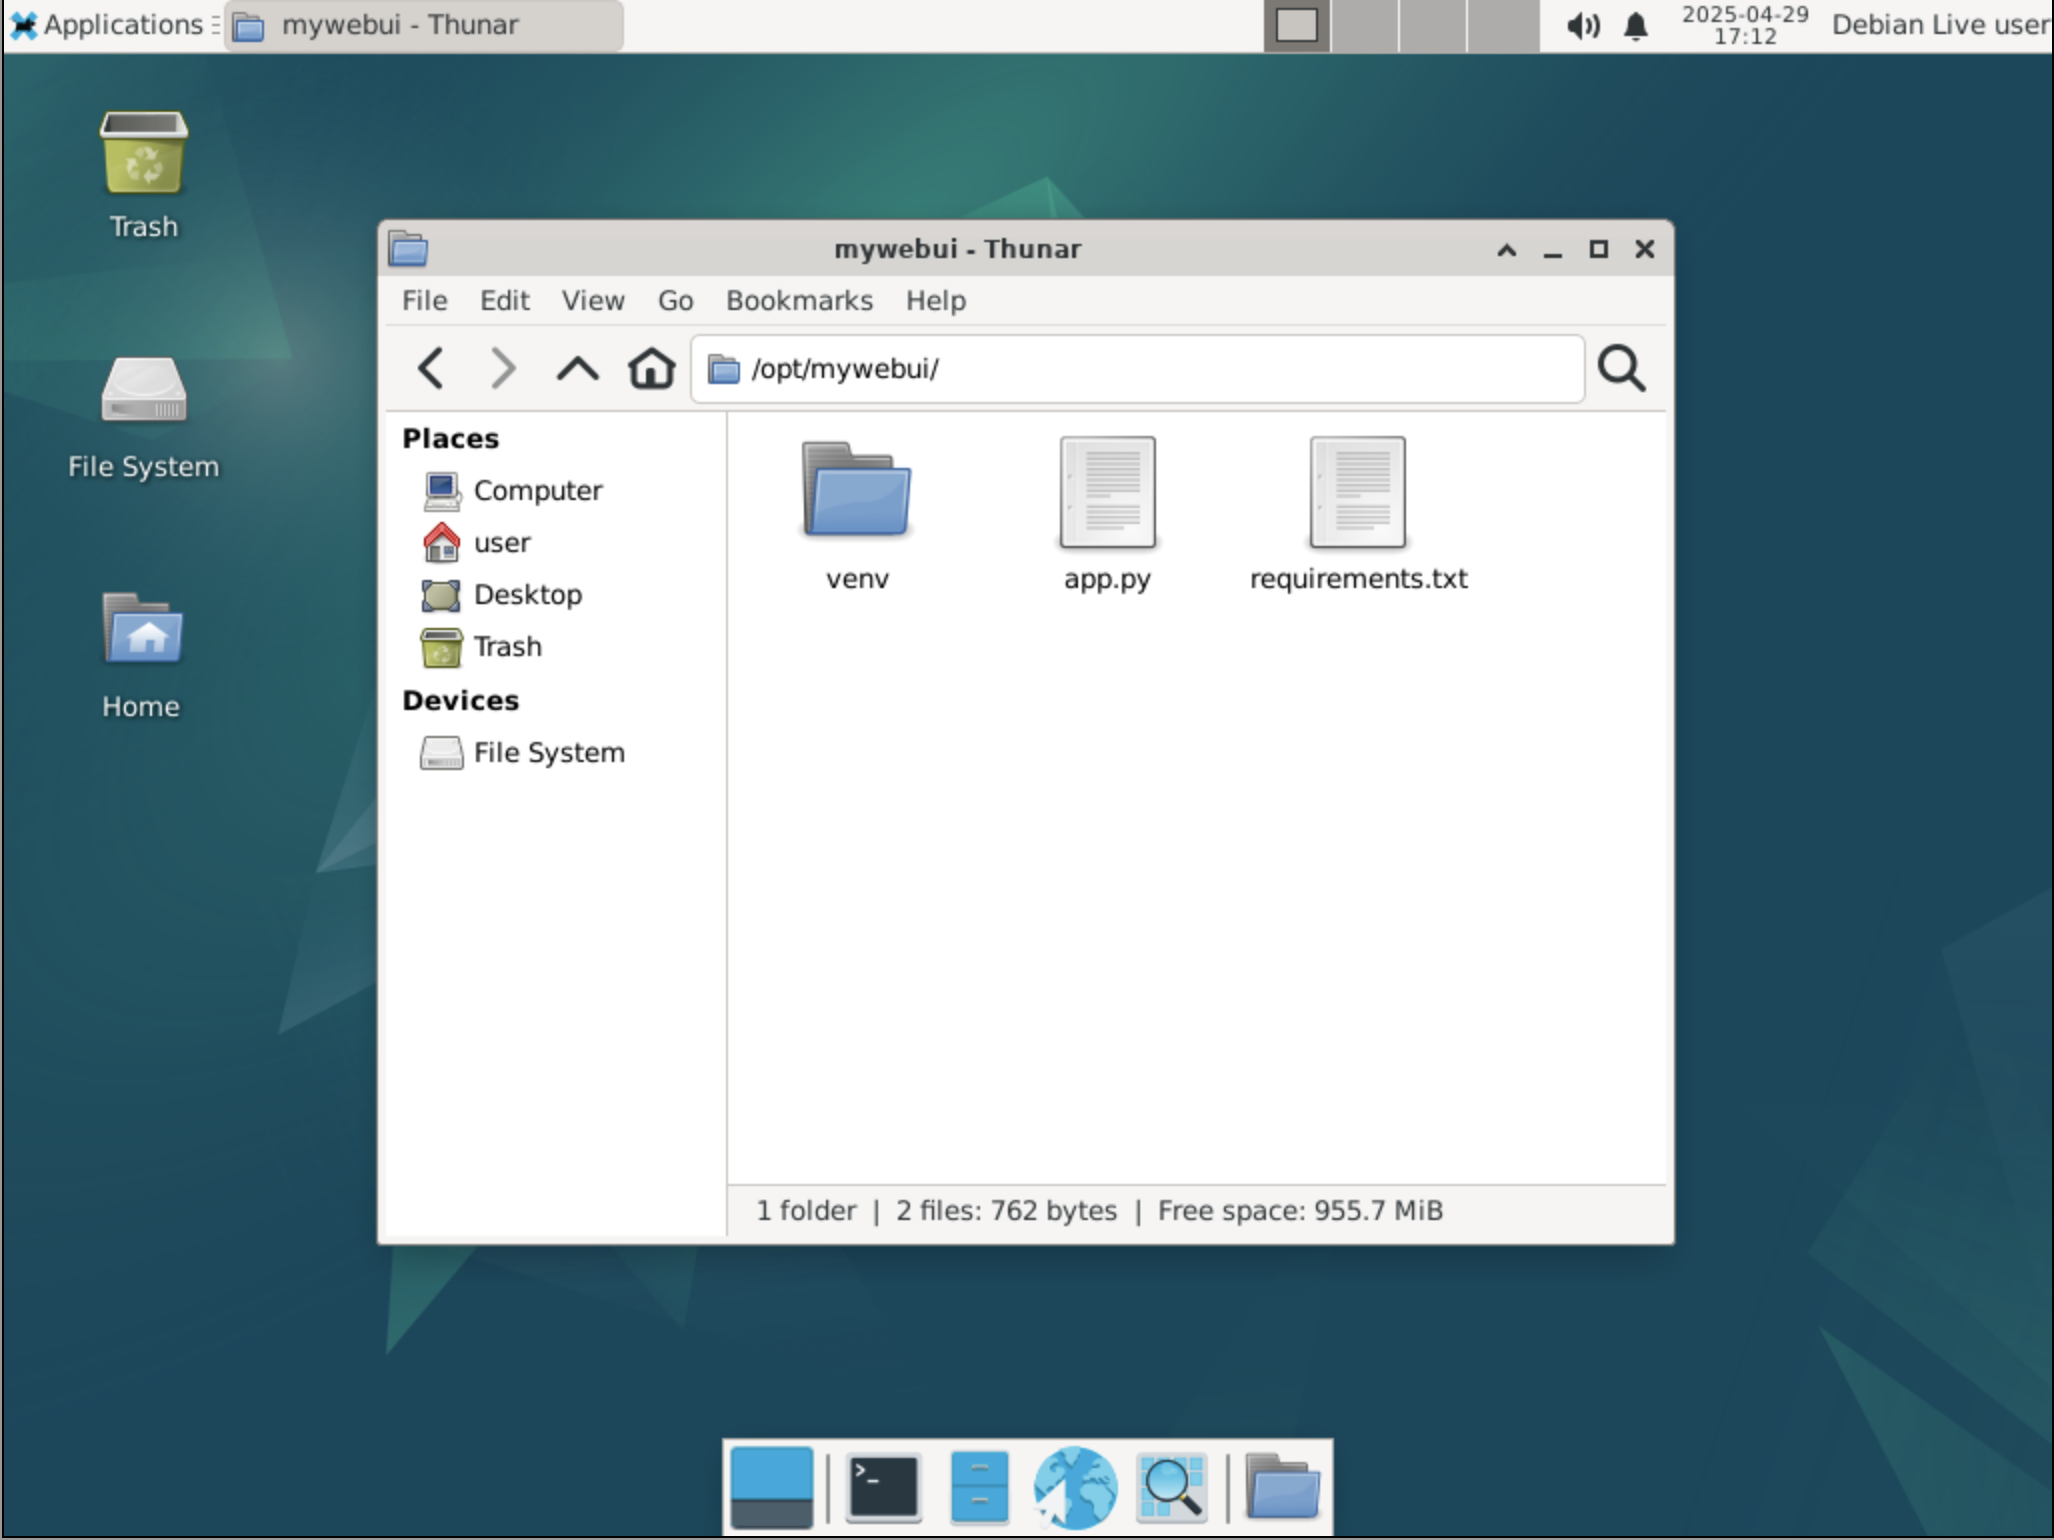 Applications
mywebui - Thunar
2025-04-29
17:12
Debian Live user
Trash
File System
Home
mywebui - Thunar
File Edit View Go Bookmarks Help
/opt/mywebui/
Places
Computer
user
Desktop
Trash
Devices
File System
venv
app.py
requirements.txt
1 folder | 2 files: 762 bytes | Free space: 955.7 MiB
>_